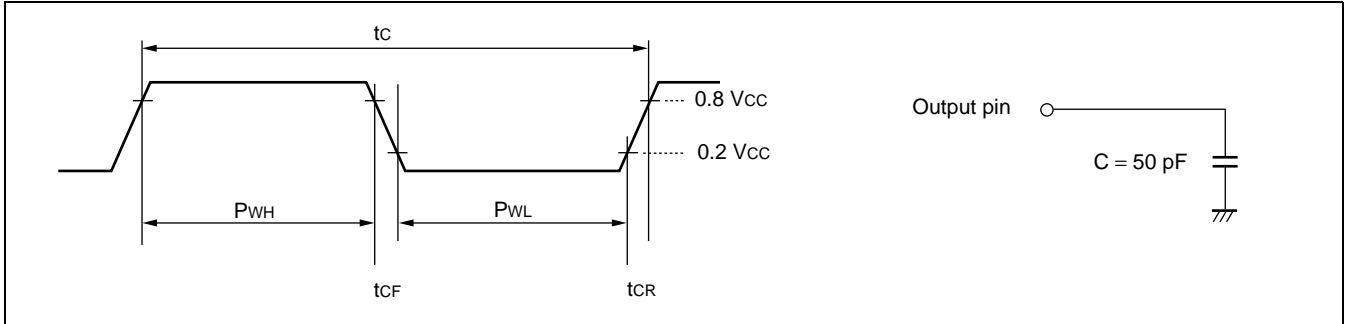 tC
0.8 VCC
0.2 VCC
PWH
PWL
tCF
tCR
Output pin
C = 50 pF